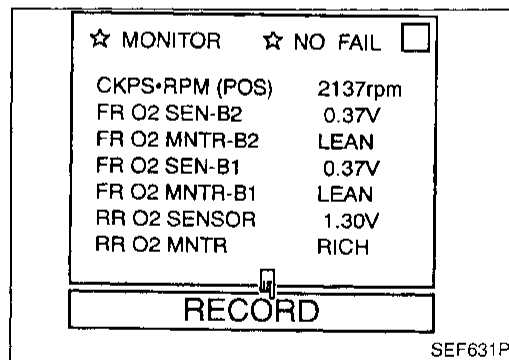 ☆ MONITOR ☆ NO FAIL
CKPS•RPM (POS) 2137rpm
FR O2 SEN-B2 0.37V
FR O2 MNTR-B2 LEAN
FR O2 SEN-B1 0.37V
FR O2 MNTR-B1 LEAN
RR O2 SENSOR 1.30V
RR O2 MNTR RICH
RECORD
SEF631P